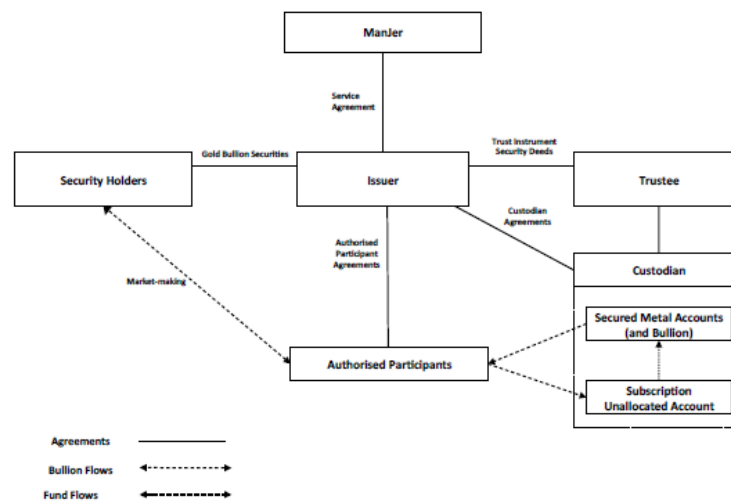 ManJer
Service
Agreement
Gold Bullion Securities
Trust Instrument
Security Deeds
Security Holders
Issuer
Trustee
Custodian
Agreements
Authorised
Participant
Agreements
Custodian
Market-making
Secured Metal Accounts
(and Bullion)
Authorised Participants
Subscription
Unallocated Account
Agreements
Bullion Flows
Fund Flows